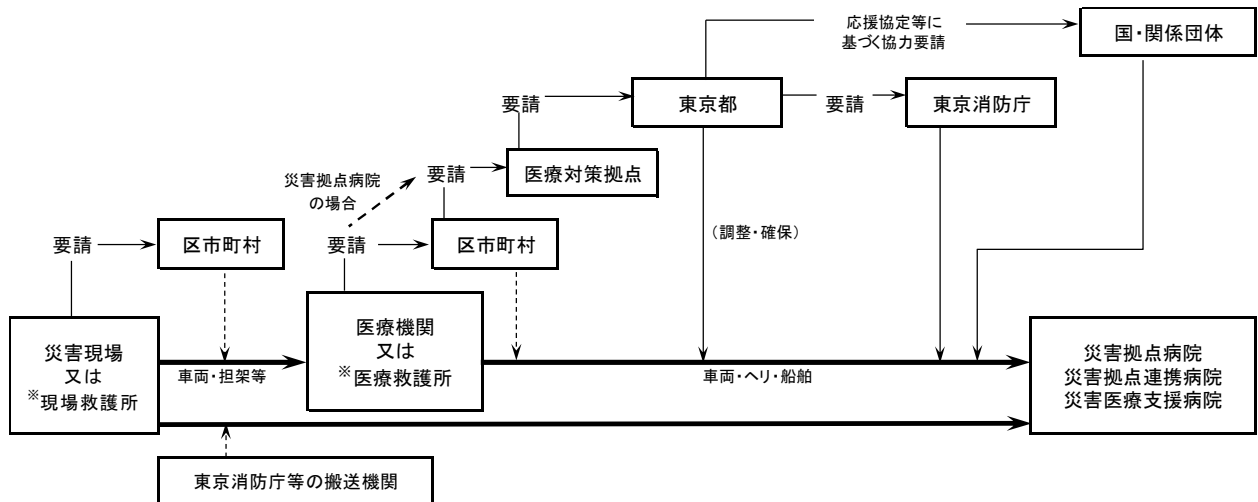 応援協定等に
基づく協力要請
国・関係団体
要請
東京都
要請
東京消防庁
災害拠点病院
の場合
要請
医療対策拠点
要請
区市町村
要請
区市町村
(調整・確保)
災害現場
又は
※現場救護所
車両・担架等
医療機関
又は
※医療救護所
車両・ヘリ・船舶
災害拠点病院
災害拠点連携病院
災害医療支援病院
東京消防庁等の搬送機関